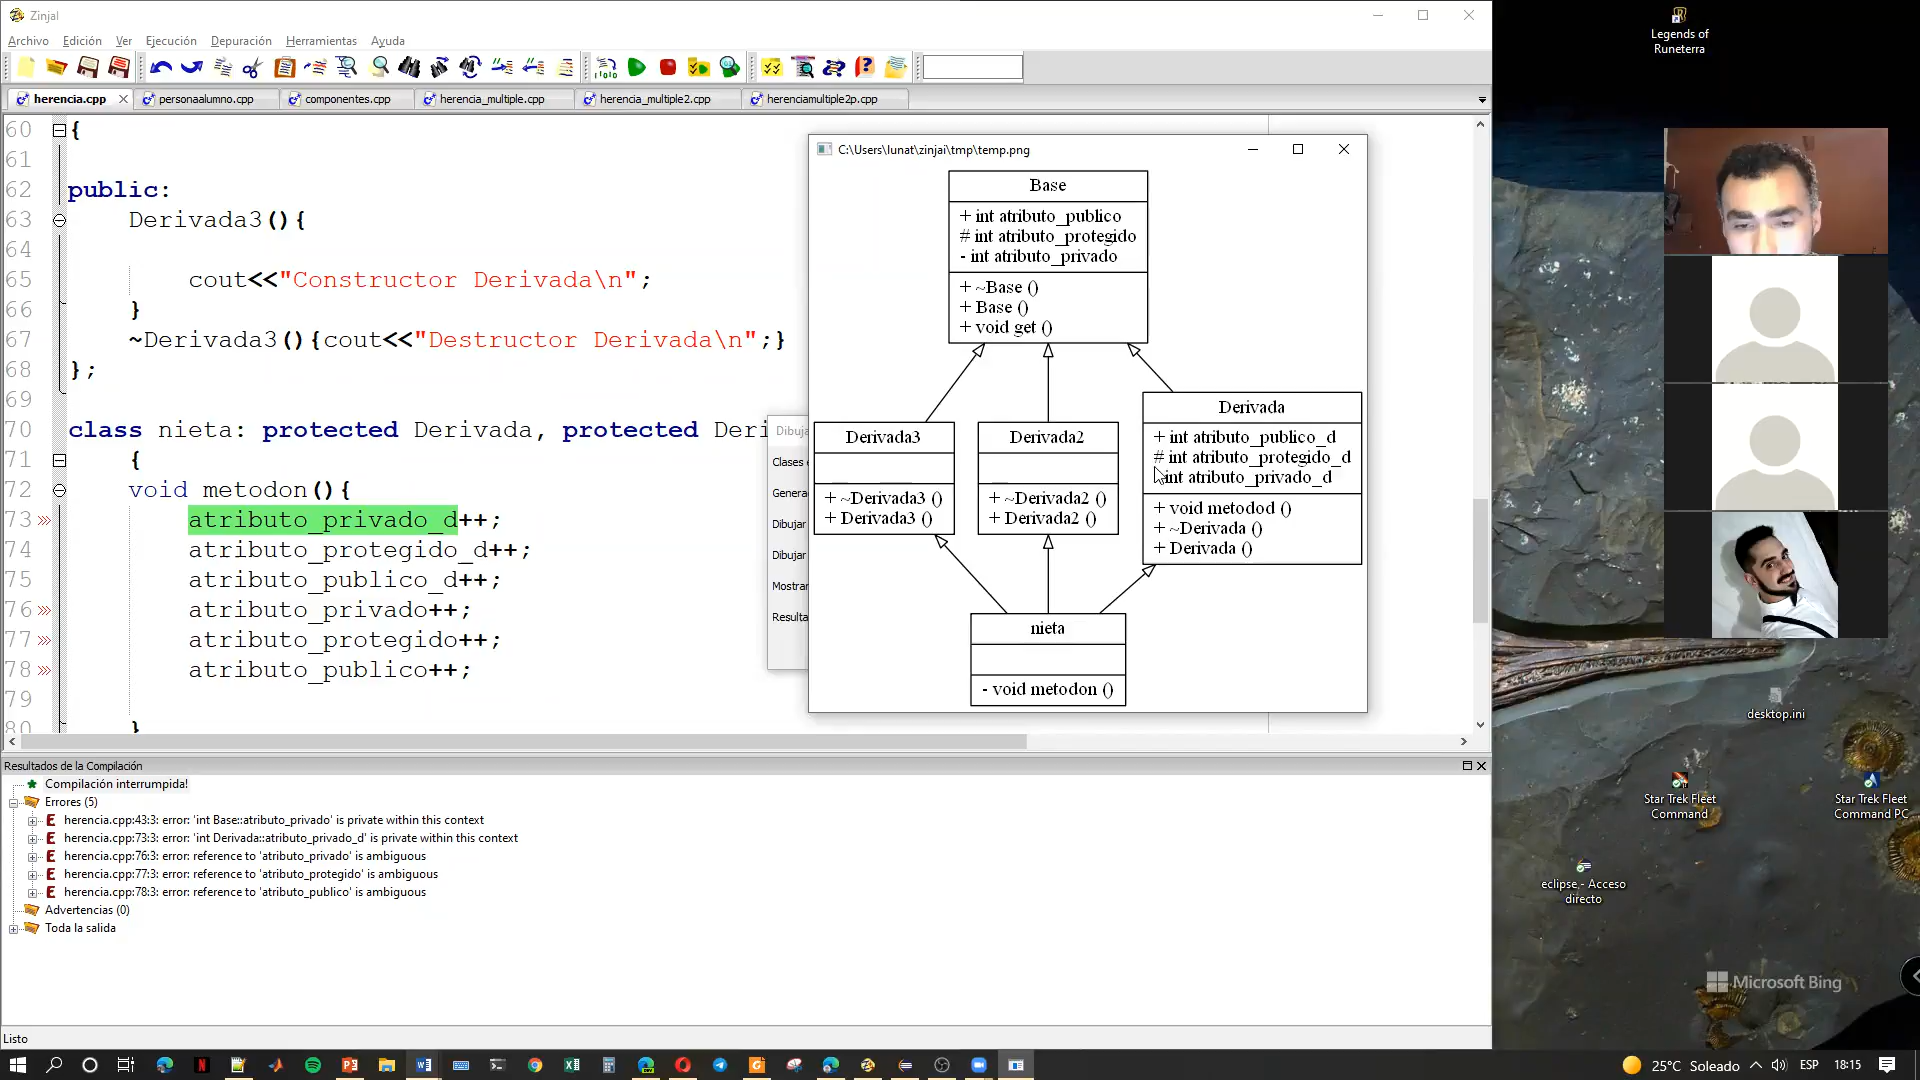 Zinjal
Archivo Edición Ver Ejecución Depuración Herramientas Ayuda
herencia.cpp personaalumno.cpp componentes.cpp herencia_multiple.cpp herencia_multiple2.cpp herenciamultiple2p.cpp
60 {
61
62 public:
63 Derivada3(){
64
65 cout<<"Constructor Derivada\n";
66 }
67 ~Derivada3(){cout<<"Destructor Derivada\n";}
68 };
69
70 class nieta: protected Derivada, protected Deri
71 {
72 void metodon(){
73 atributo_privado_d++;
74 atributo_protegido_d++;
75 atributo_publico_d++;
76 atributo_privado++;
77 atributo_protegido++;
78 atributo_publico++;
79
80 }
Dibuja
Clases e
Genera
Dibujar
Dibujar
Mostrar
Resulta
C:\Users\lunat\zinjai\tmp\temp.png
Base
+ int atributo_publico
# int atributo_protegido
- int atributo_privado
+ ~Base ()
+ Base ()
+ void get ()
Derivada3
+ ~Derivada3 ()
+ Derivada3 ()
Derivada2
+ ~Derivada2 ()
+ Derivada2 ()
Derivada
+ int atributo_publico_d
# int atributo_protegido_d
int atributo_privado_d
+ void metodod ()
+ ~Derivada ()
+ Derivada ()
nieta
- void metodon ()
Resultados de la Compilación
Compilación interrumpida!
Errores (5)
herencia.cpp:43:3: error: 'int Base::atributo_privado' is private within this context
herencia.cpp:73:3: error: 'int Derivada::atributo_privado_d' is private within this context
herencia.cpp:76:3: error: reference to 'atributo_privado' is ambiguous
herencia.cpp:77:3: error: reference to 'atributo_protegido' is ambiguous
herencia.cpp:78:3: error: reference to 'atributo_publico' is ambiguous
Advertencias (0)
Toda la salida
Listo
Legends of
Runeterra
desktop.ini
Star Trek Fleet
Command
Star Trek Fleet
Command PC
eclipse - Acceso
directo
Microsoft Bing
25°C Soleado
ESP
18:15